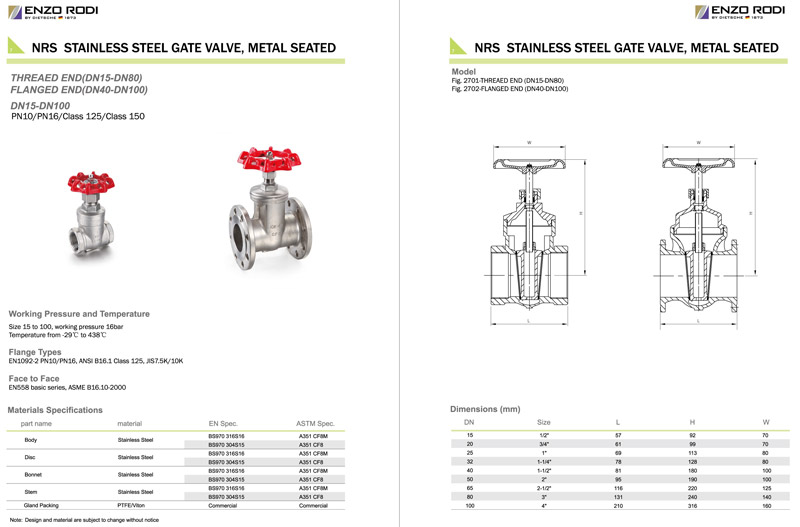 ENZO RODI
BY DIETSCHE 1873
NRS STAINLESS STEEL GATE VALVE, METAL SEATED
THREAED END(DN15-DN80)
FLANGED END(DN40-DN100)
DN15-DN100
PN10/PN16/Class 125/Class 150
Working Pressure and Temperature
Size 15 to 100, working pressure 16bar
Temperature from -29℃ to 438℃
Flange Types
EN1092-2 PN10/PN16, ANSI B16.1 Class 125, JIS7.5K/10K
Face to Face
EN558 basic series, ASME B16.10-2000
Materials Specifications
part name material EN Spec. ASTM Spec.
Body Stainless Steel BS970 316S16 A351 CF8M
BS970 304S15 A351 CF8
Disc Stainless Steel BS970 316S16 A351 CF8M
BS970 304S15 A351 CF8
Bonnet Stainless Steel BS970 316S16 A351 CF8M
BS970 304S15 A351 CF8
Stem Stainless Steel BS970 316S16 A351 CF8M
BS970 304S15 A351 CF8
Gland Packing PTFE/Viton Commercial Commercial
Note: Design and material are subject to change without notice
ENZO RODI
BY DIETSCHE 1873
NRS STAINLESS STEEL GATE VALVE, METAL SEATED
Model
Fig. 2701-THREAED END (DN15-DN80)
Fig. 2702-FLANGED END (DN40-DN100)
W W
H H
L L
Dimensions (mm)
DN Size L H W
15 1/2" 57 92 70
20 3/4" 61 99 70
25 1" 69 113 80
32 1-1/4" 78 128 80
40 1-1/2" 81 180 100
50 2" 95 190 100
65 2-1/2" 116 220 125
80 3" 131 240 140
100 4" 210 316 160